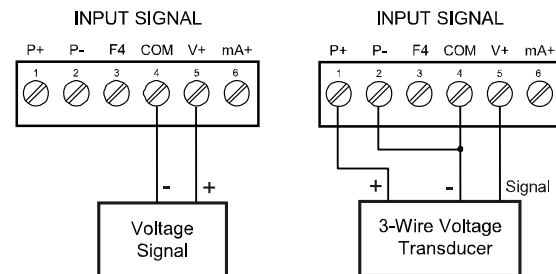 INPUT SIGNAL
P+ P- F4 COM V+ mA+
1 2 3 4 5 6
- +
Voltage
Signal
INPUT SIGNAL
P+ P- F4 COM V+ mA+
1 2 3 4 5 6
+ - Signal
3-Wire Voltage
Transducer